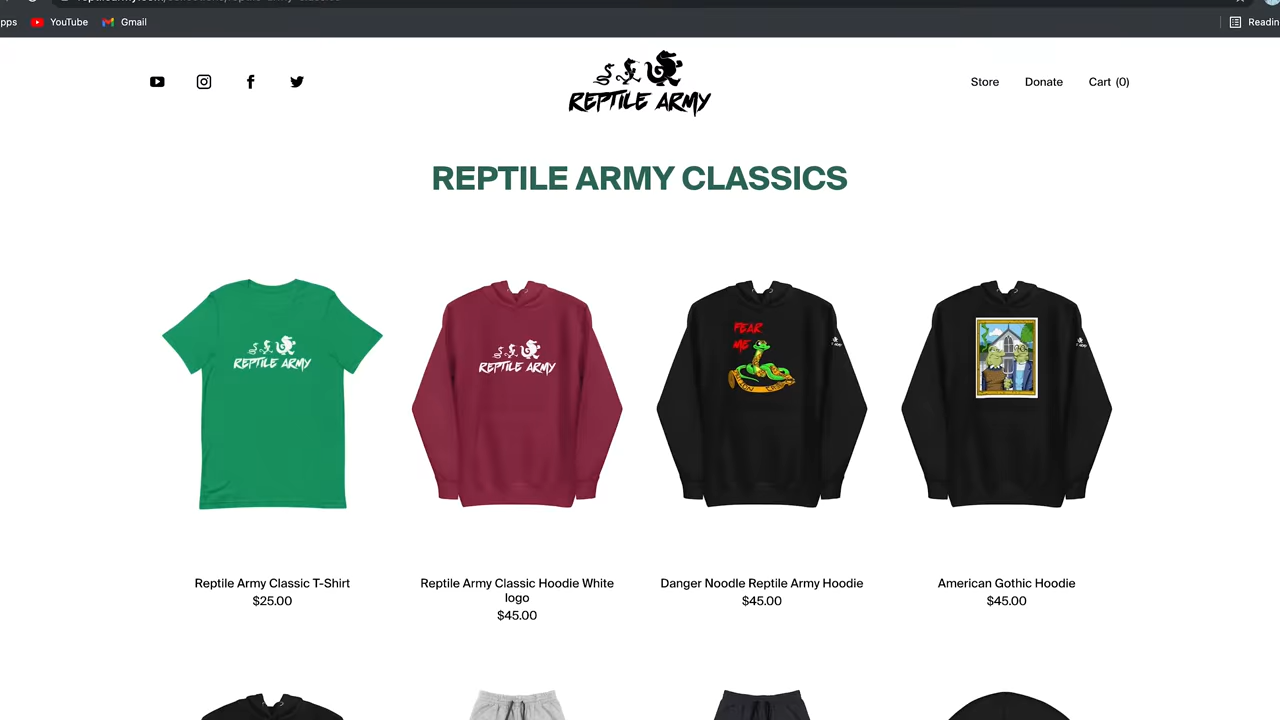 pps YouTube Gmail Readin
REPTILE ARMY
Store Donate Cart (0)
REPTILE ARMY CLASSICS
REPTILE ARMY
REPTILE ARMY
FEAR
ME
Reptile Army Classic T-Shirt
$25.00
Reptile Army Classic Hoodie White
logo
$45.00
Danger Noodle Reptile Army Hoodie
$45.00
American Gothic Hoodie
$45.00